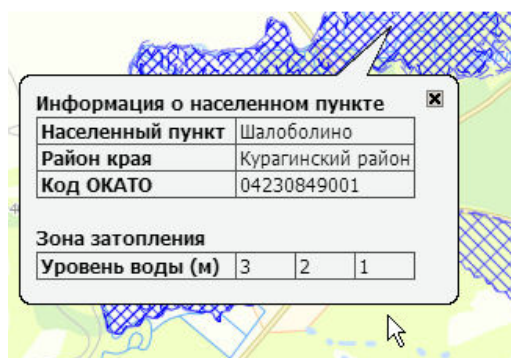 Информация о населенном пункте
Населенный пункт Шалоболино
Район края Курагинский район
Код ОКАТО 04230849001
Зона затопления
Уровень воды (м) 3 2 1